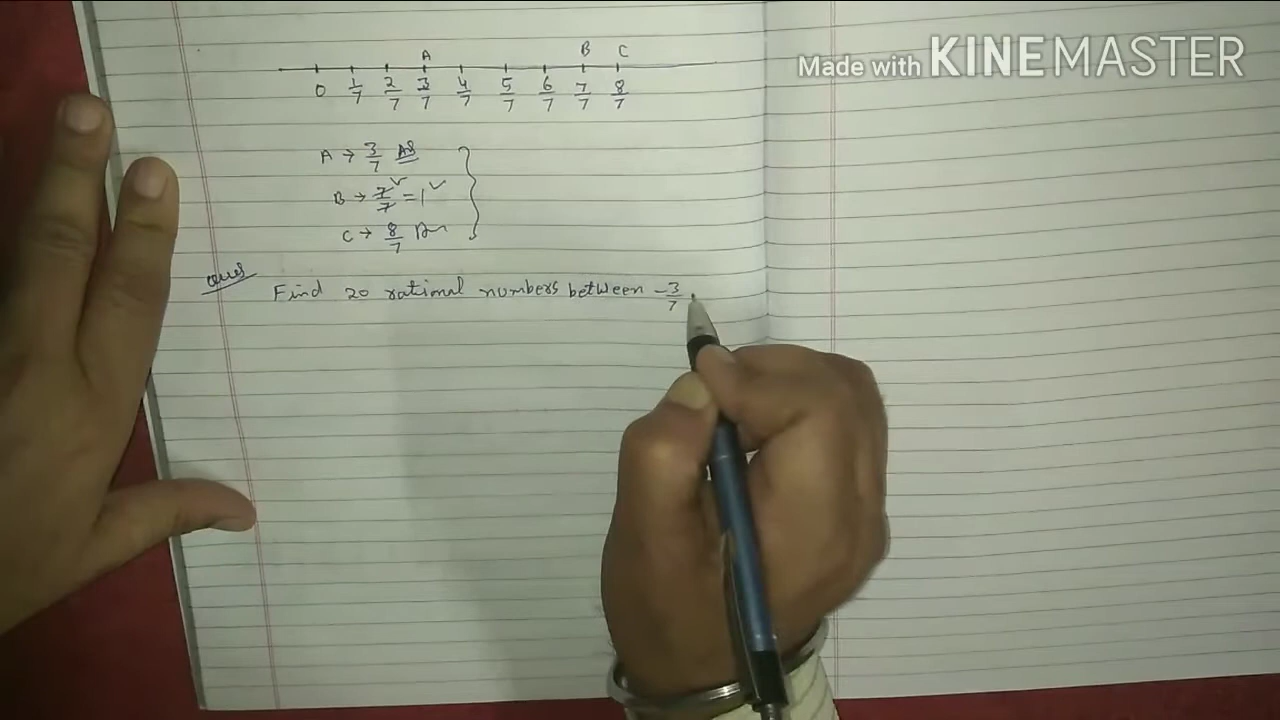 Made with KINEMASTER
A B C
0 1/7 2/7 3/7 4/7 5/7 6/7 7/7 8/7
A → 3/7
B → 7/7 = 1
C → 8/7
Ques
Find 20 rational numbers between -3/7